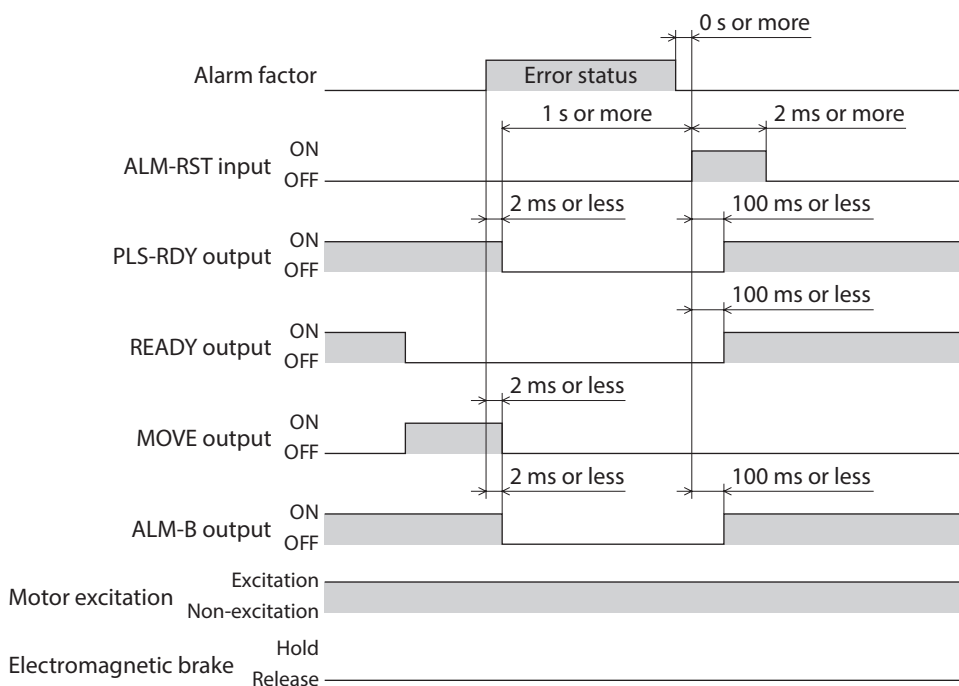 0 s or more
Alarm factor
Error status
1 s or more
2 ms or more
ALM-RST input
ON
OFF
2 ms or less
100 ms or less
PLS-RDY output
ON
OFF
100 ms or less
READY output
ON
OFF
2 ms or less
MOVE output
ON
OFF
2 ms or less
100 ms or less
ALM-B output
ON
OFF
Motor excitation
Excitation
Non-excitation
Electromagnetic brake
Hold
Release